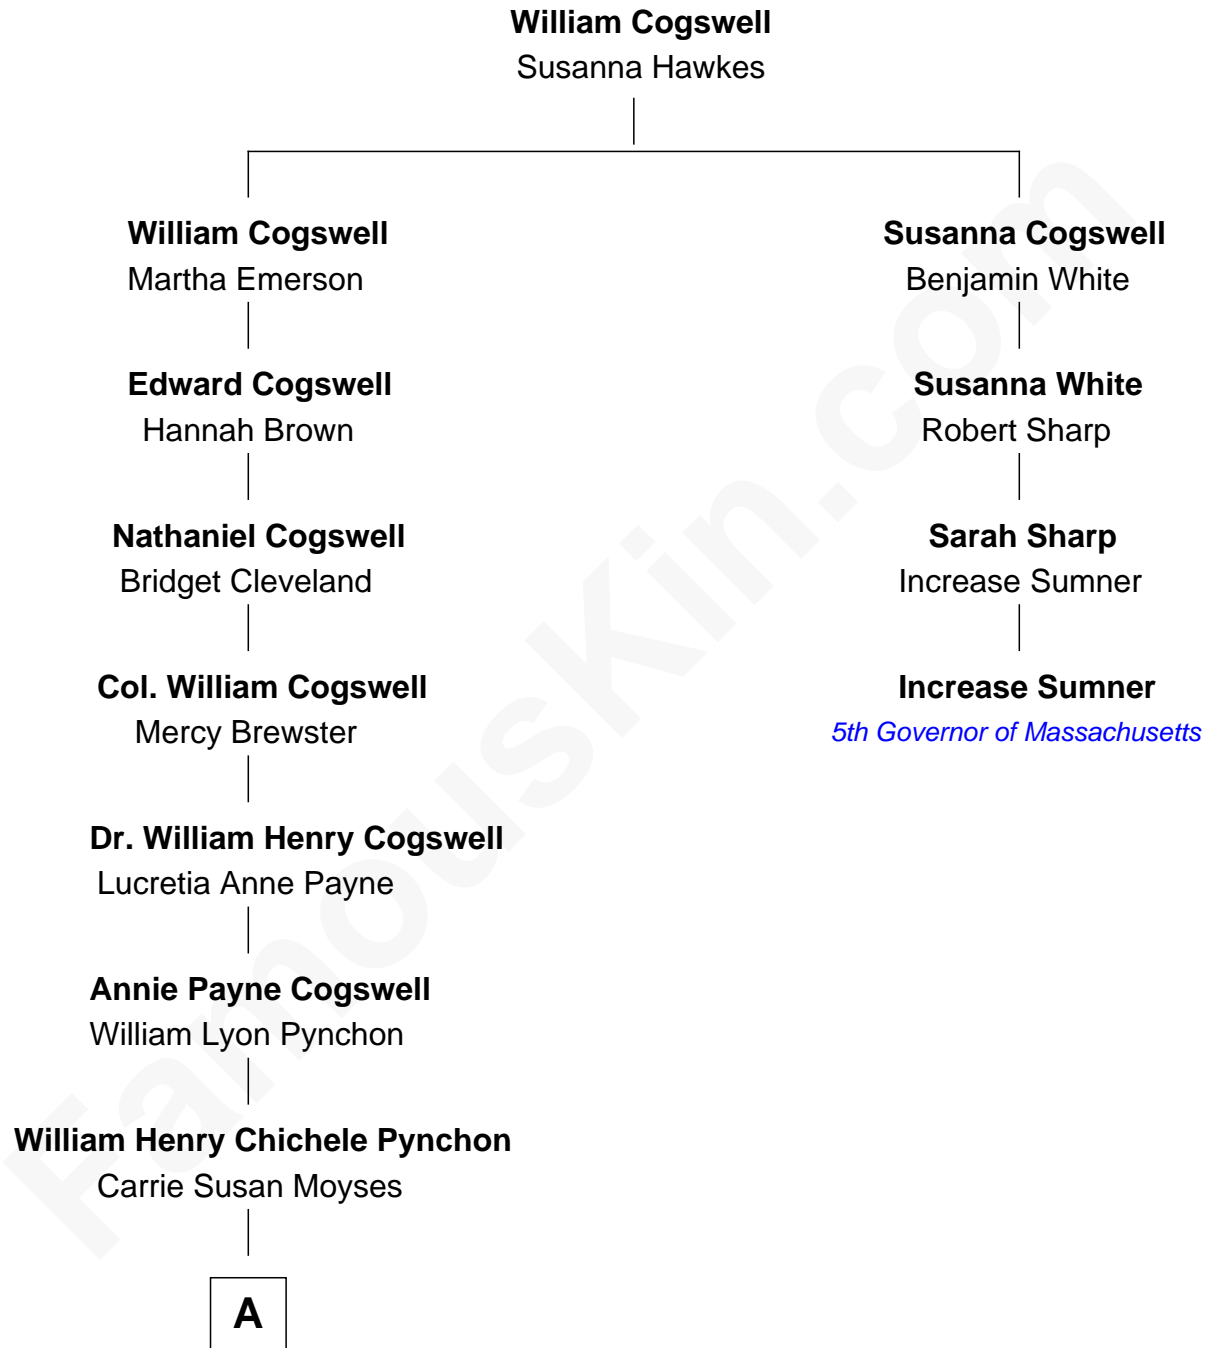 William Cogswell
Susanna Hawkes
William Cogswell
Martha Emerson
Susanna Cogswell
Benjamin White
Edward Cogswell
Hannah Brown
Susanna White
Robert Sharp
Nathaniel Cogswell
Bridget Cleveland
Sarah Sharp
Increase Sumner
Col. William Cogswell
Mercy Brewster
Increase Sumner
5th Governor of Massachusetts
Dr. William Henry Cogswell
Lucretia Anne Payne
Annie Payne Cogswell
William Lyon Pynchon
William Henry Chichele Pynchon
Carrie Susan Moyses
A
FamousKin.com